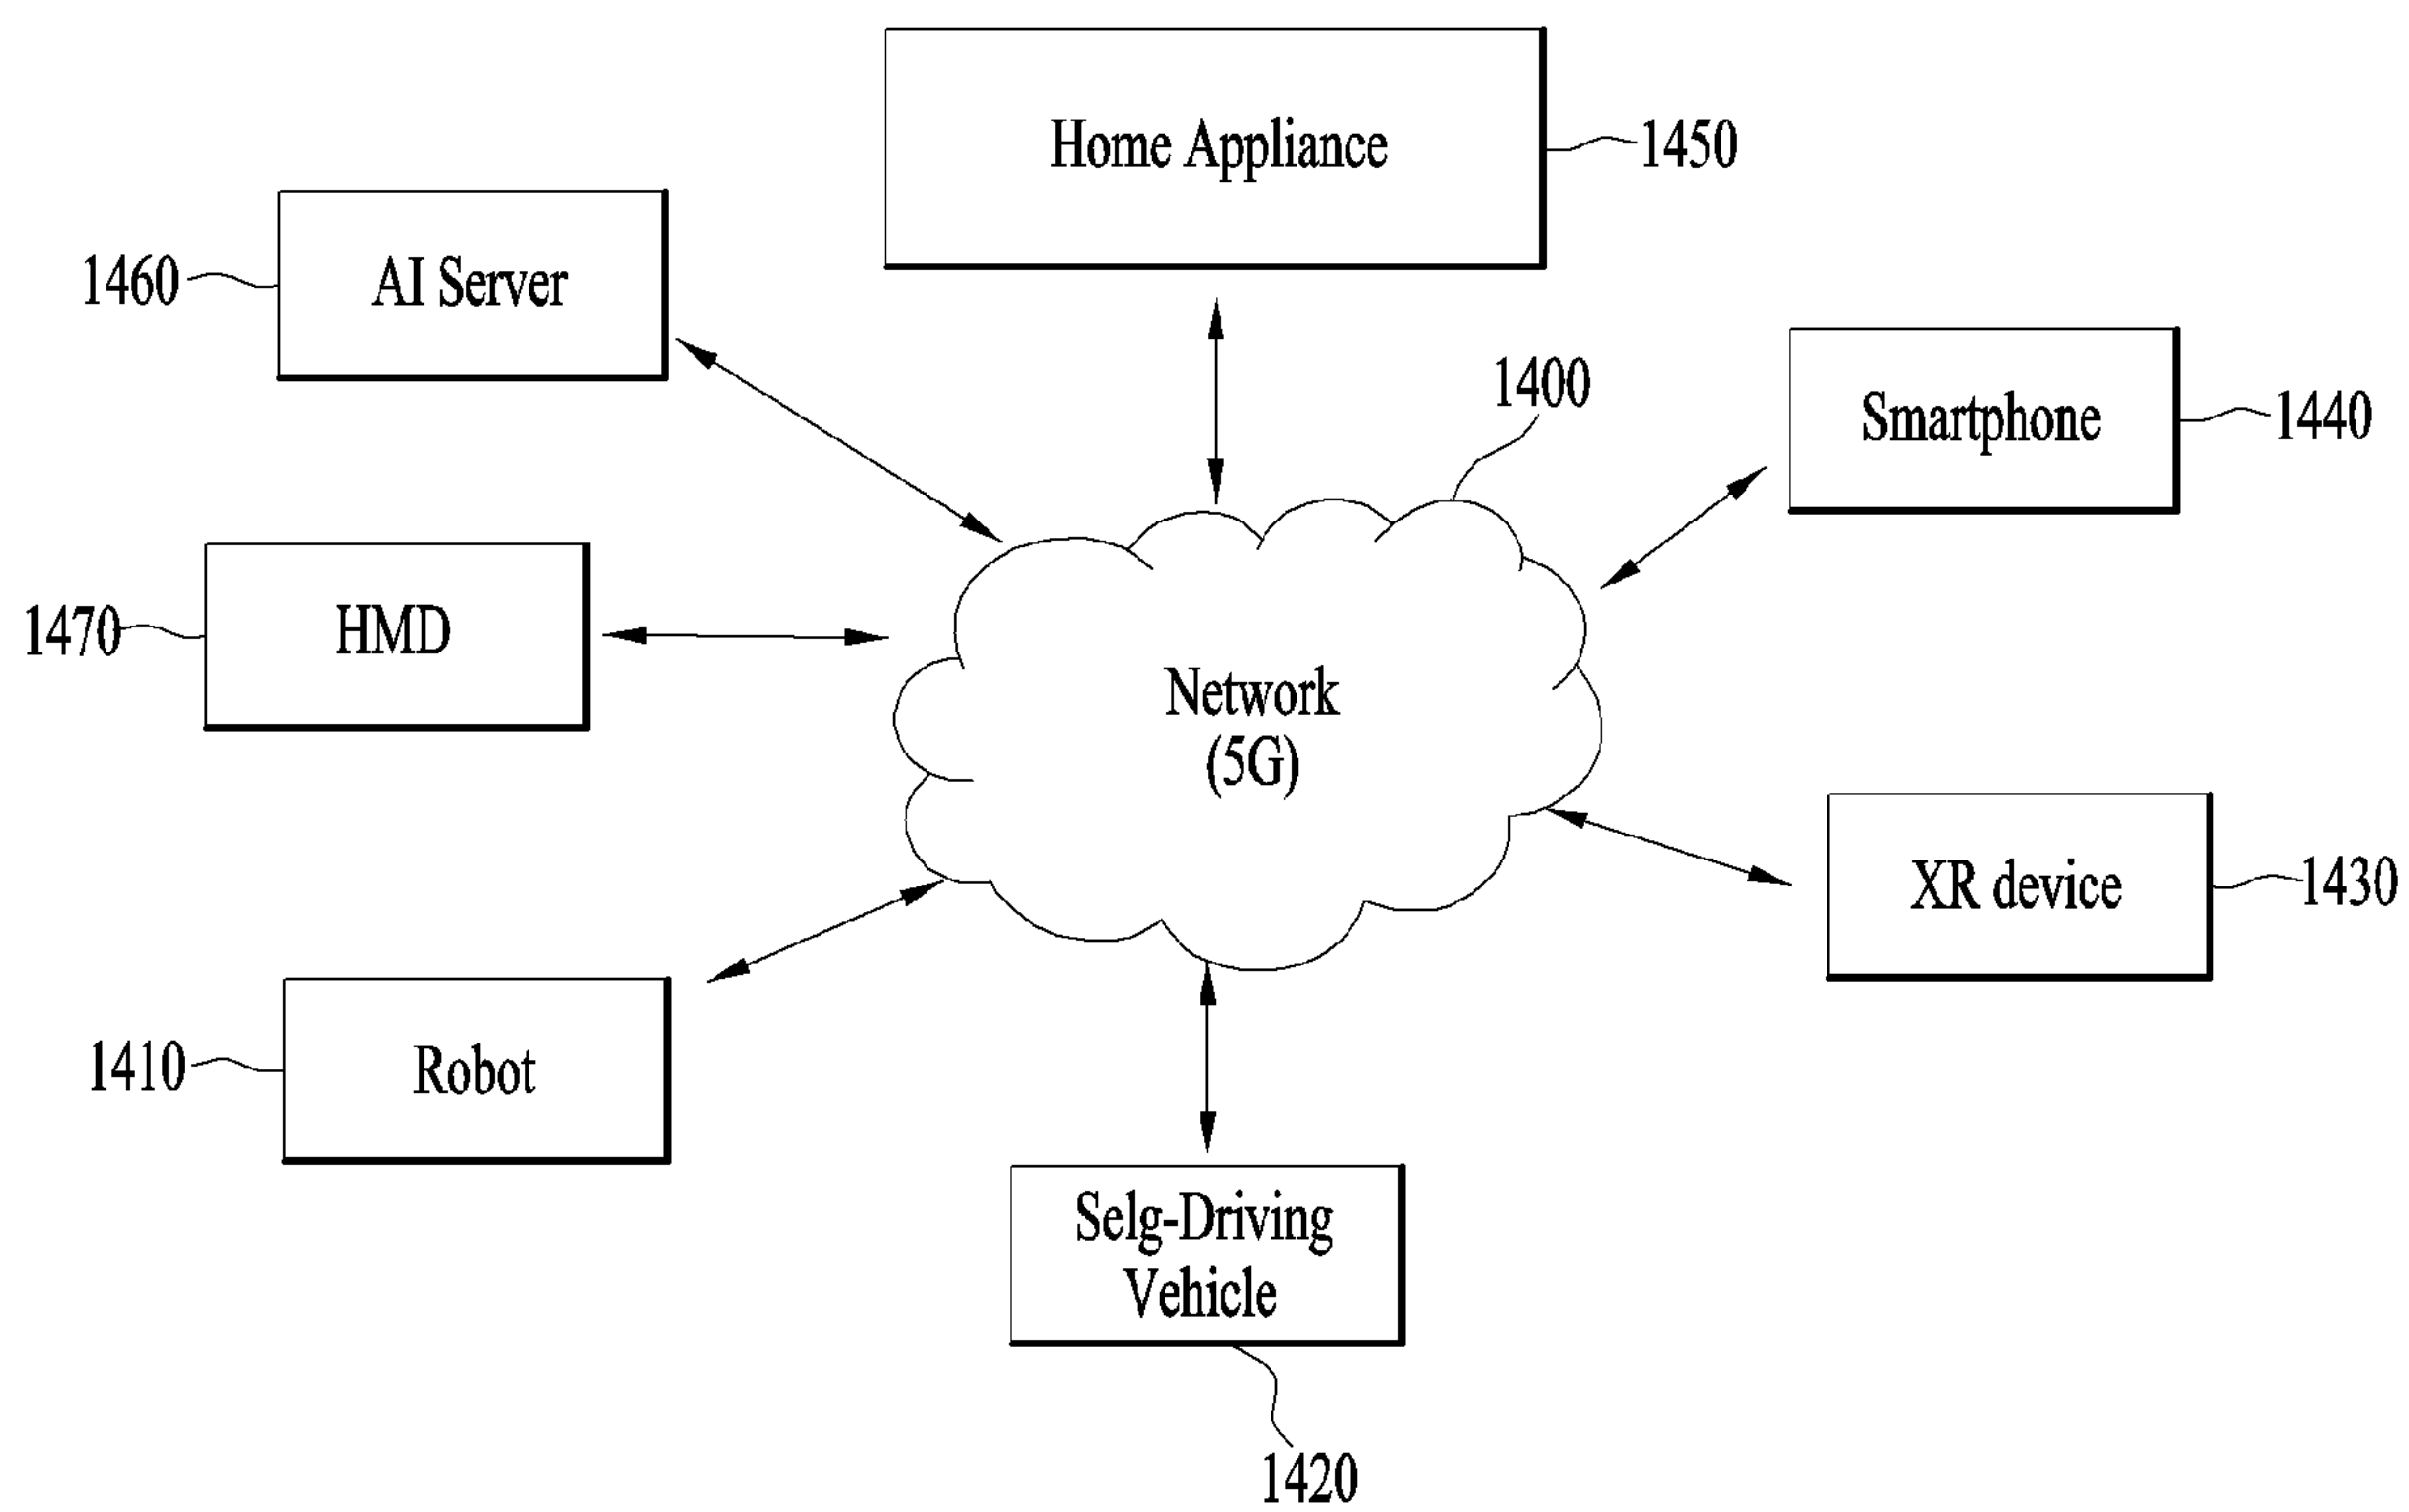 Home Appliance
1450
AI Server
1460
1400
Smartphone
1440
HMD
1470
Network
(5G)
XR device
1430
Robot
1410
Selg-Driving
Vehicle
1420